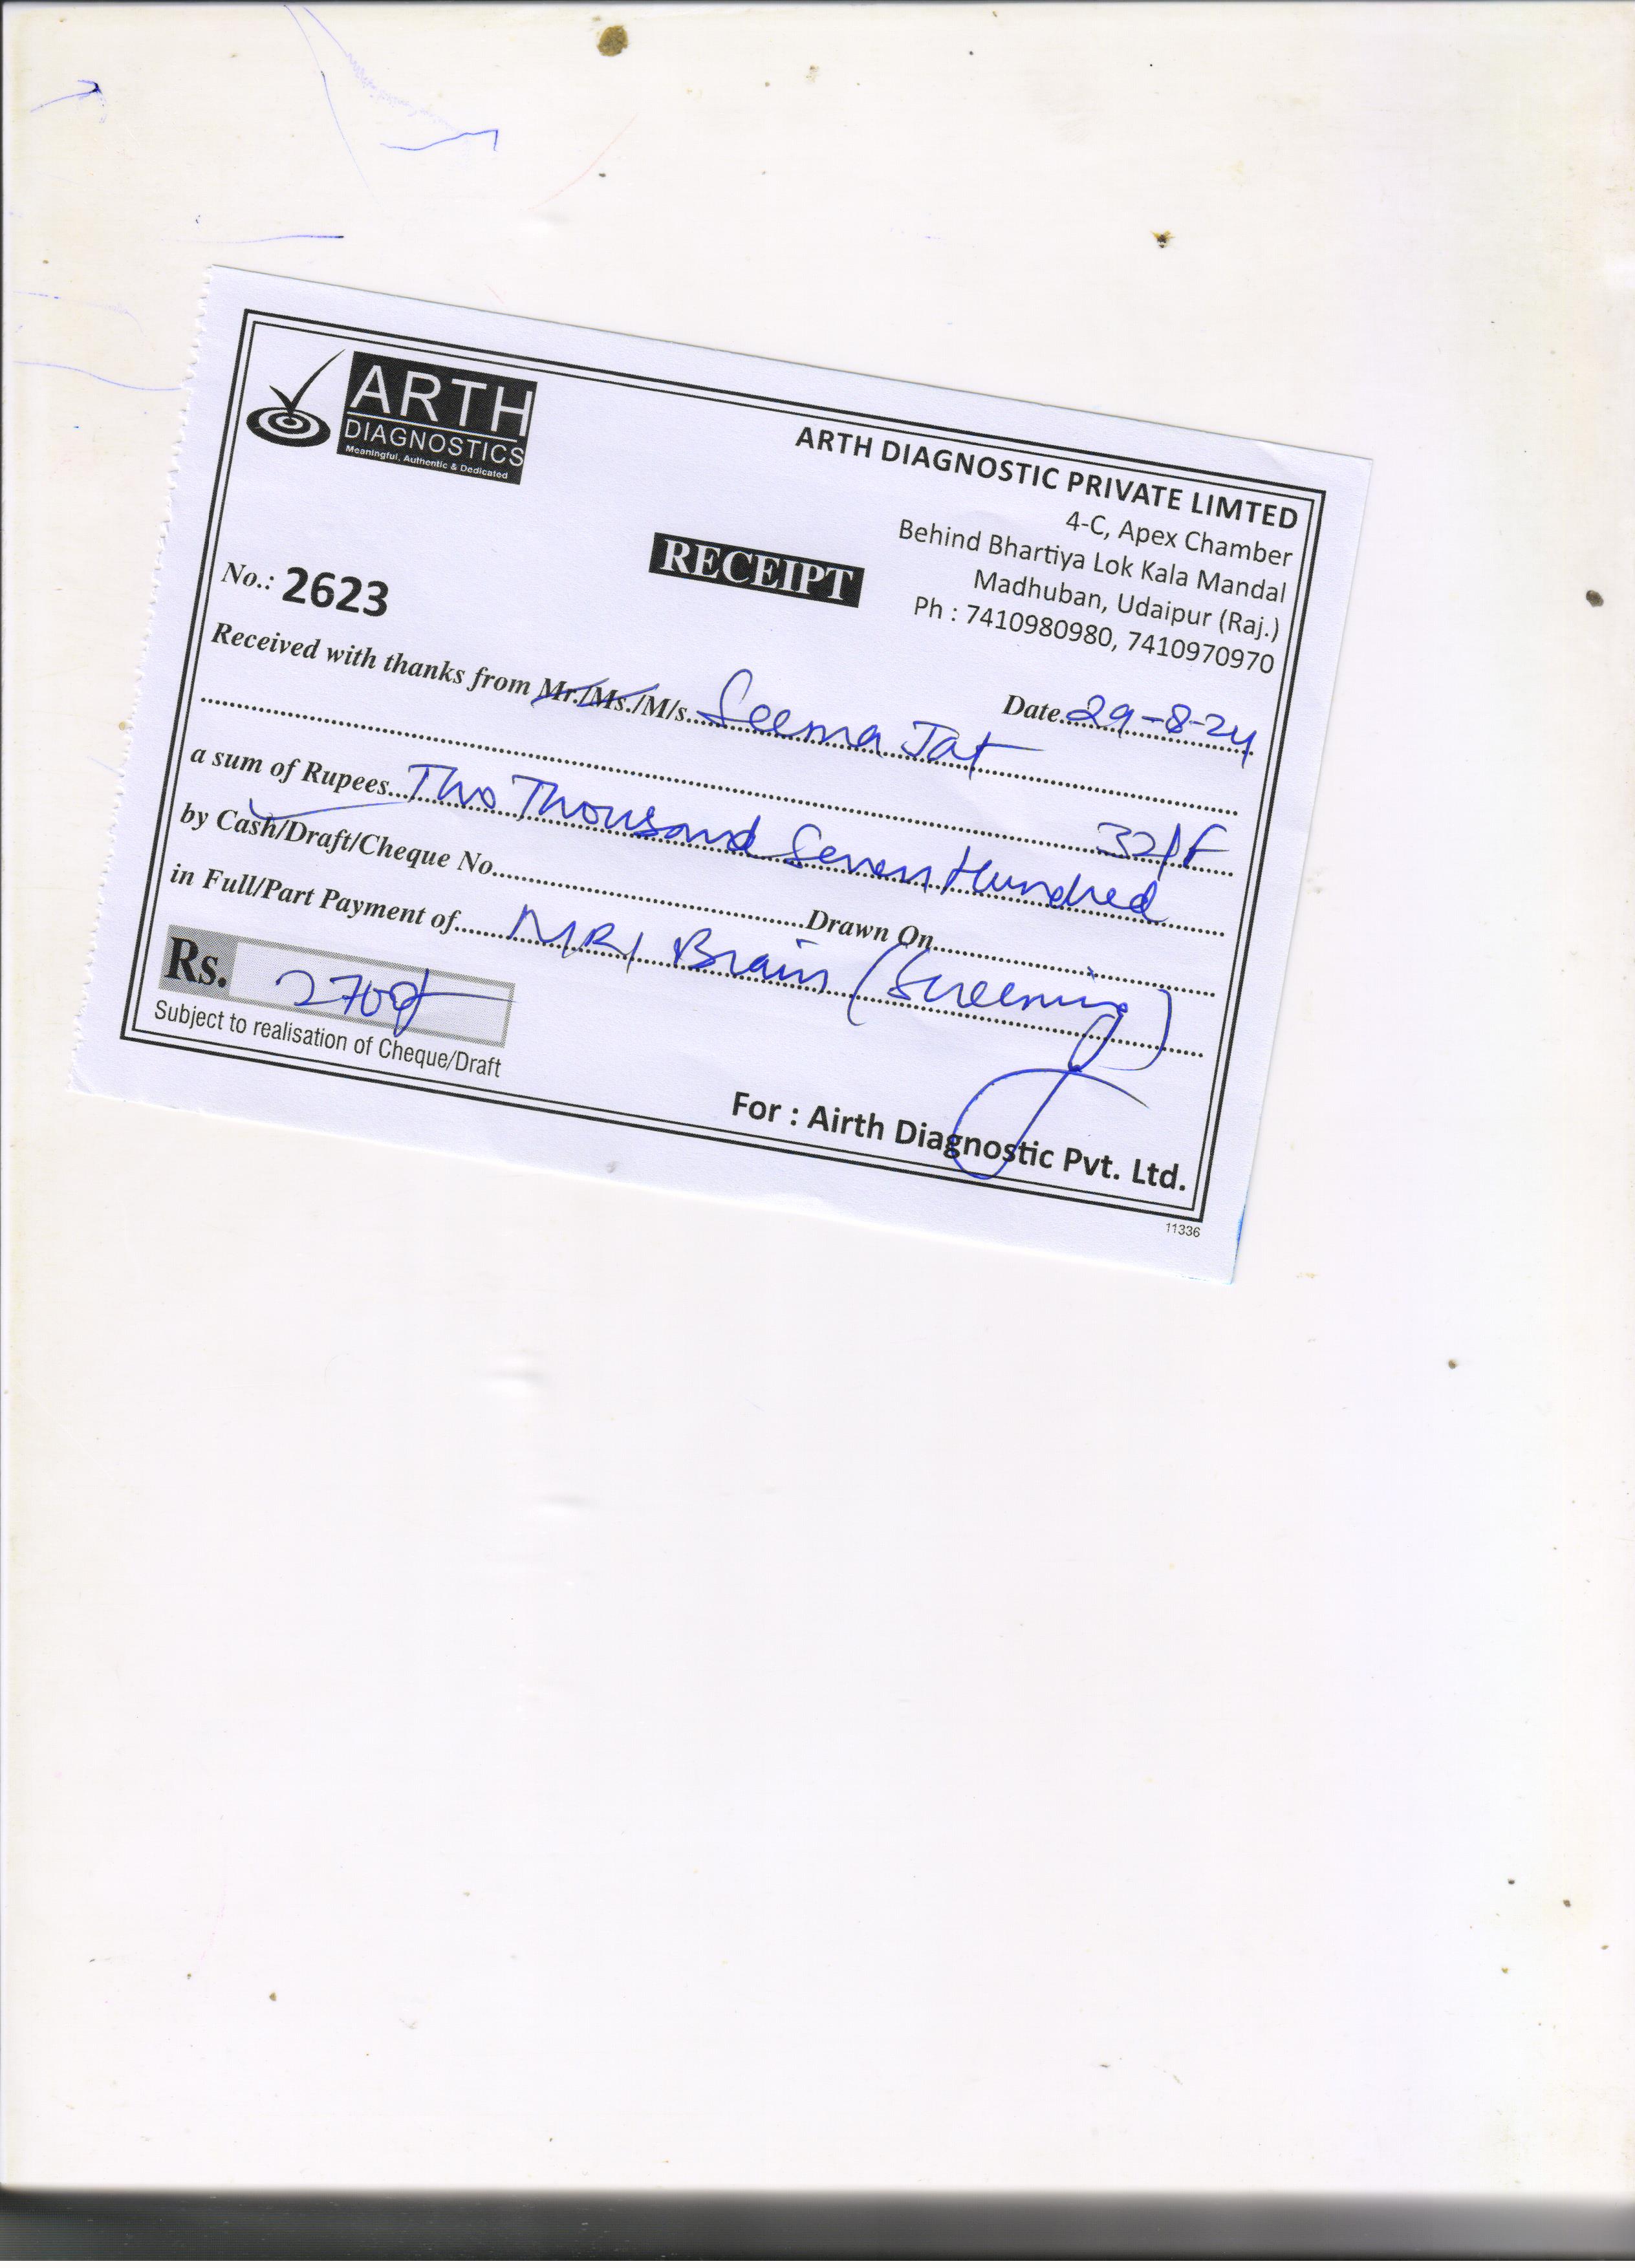 ARTH
DIAGNOSTICS
Meaningful, Authentic & Dedicated
ARTH DIAGNOSTIC PRIVATE LIMTED
4-C, Apex Chamber
Behind Bhartiya Lok Kala Mandal
Madhuban, Udaipur (Raj.)
Ph : 7410980980, 7410970970
RECEIPT
No.: 2623
Date 29-8-24
Received with thanks from Mr./Ms./M/s. Seema Jat
32/F
a sum of Rupees Two Thousand Seven Hundred
by Cash/Draft/Cheque No. Drawn On
in Full/Part Payment of MRI Brain (Screening)
Rs. 2700/-
Subject to realisation of Cheque/Draft
For : Airth Diagnostic Pvt. Ltd.
11336